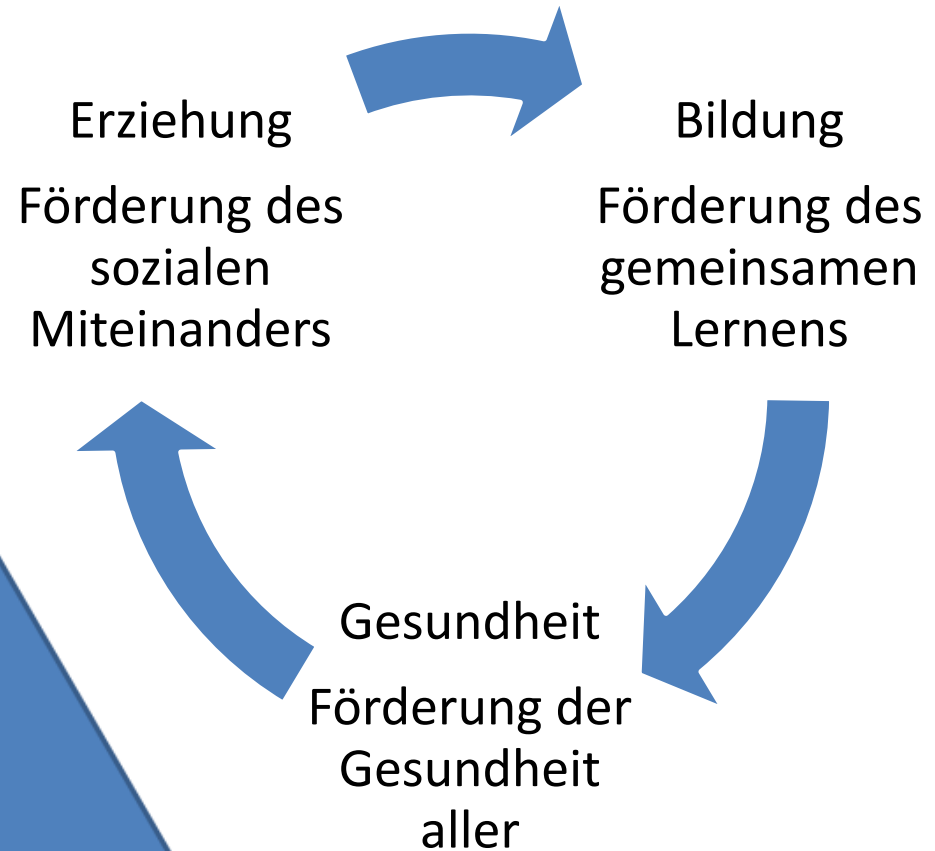 Erziehung
Förderung des
sozialen
Miteinanders
Bildung
Förderung des
gemeinsamen
Lernens
Gesundheit
Förderung der
Gesundheit
aller